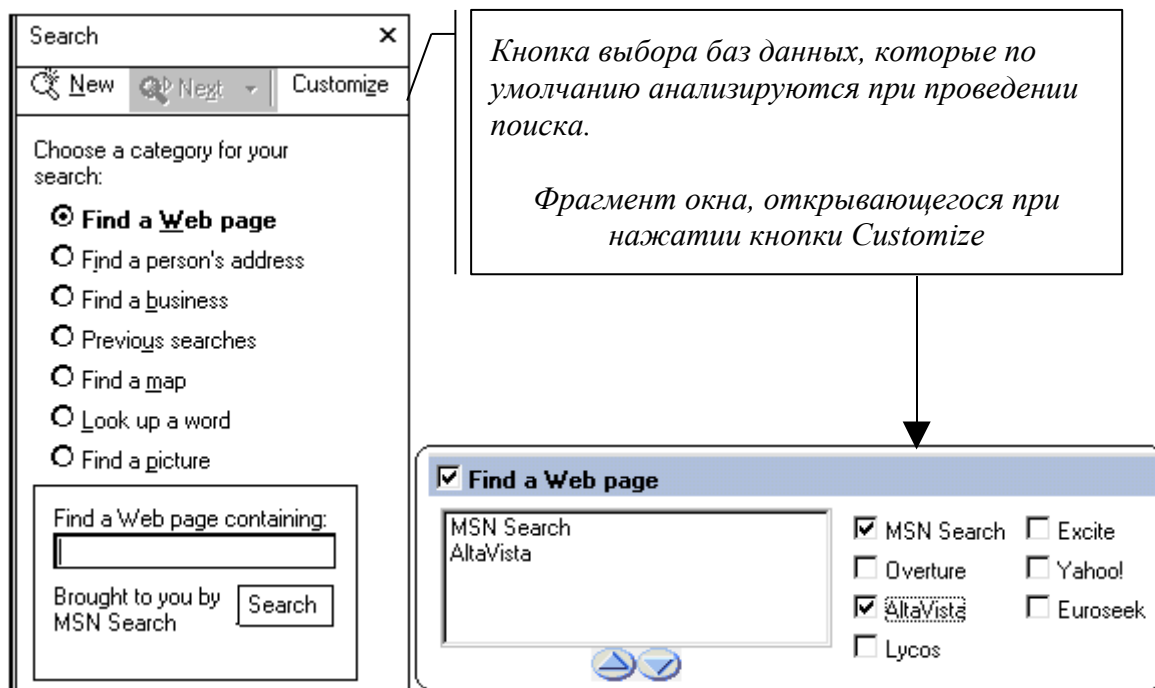 Search
New Next Customize
Choose a category for your
search:
Find a Web page
Find a person's address
Find a business
Previous searches
Find a map
Look up a word
Find a picture
Find a Web page containing:
Brought to you by
MSN Search
Search
Кнопка выбора баз данных, которые по
умолчанию анализируются при проведении
поиска.
Фрагмент окна, открывающегося при
нажатии кнопки Customize
Find a Web page
MSN Search
AltaVista
MSN Search
Excite
Overture
Yahoo!
AltaVista
Euroseek
Lycos